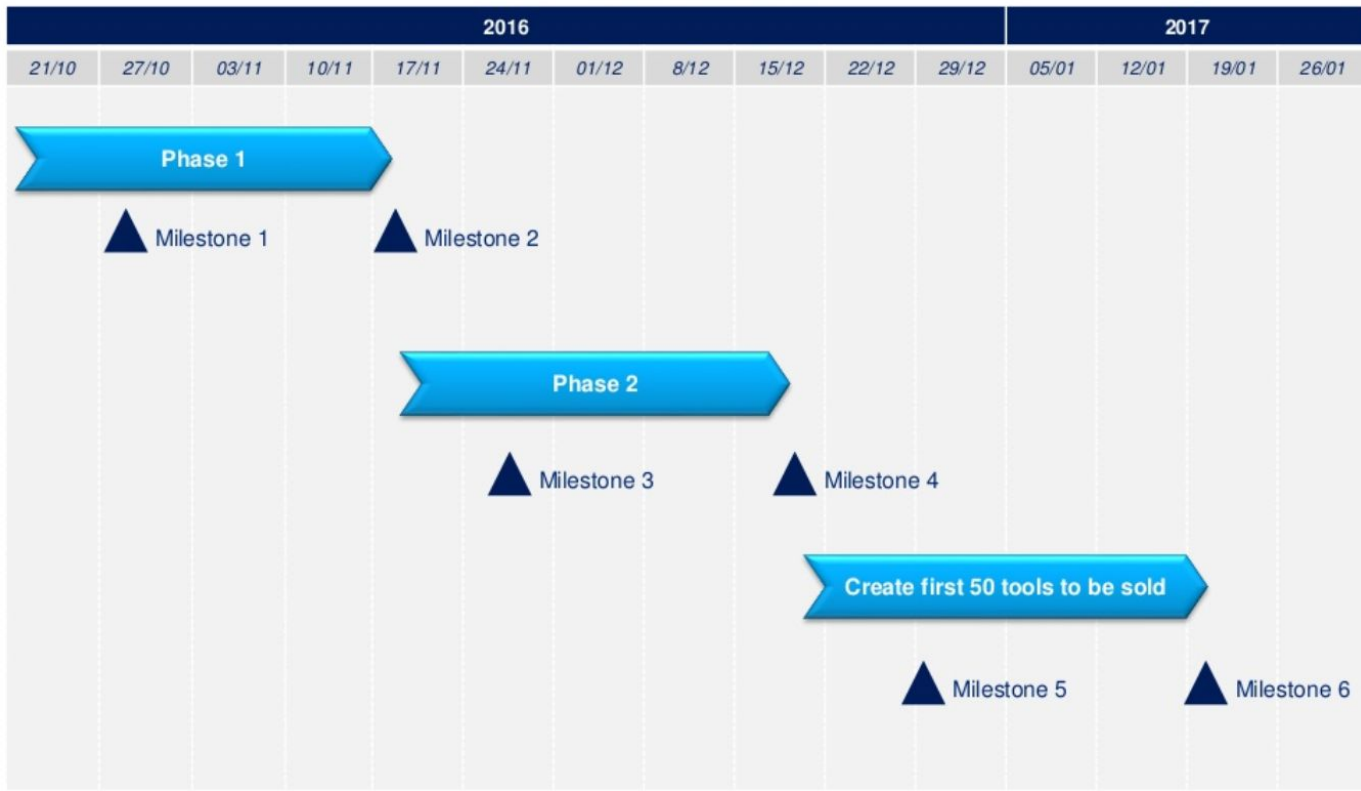 2016 2017
21/10 27/10 03/11 10/11 17/11 24/11 01/12 8/12 15/12 22/12 29/12 05/01 12/01 19/01 26/01
Phase 1
Milestone 1 Milestone 2
Phase 2
Milestone 3 Milestone 4
Create first 50 tools to be sold
Milestone 5 Milestone 6